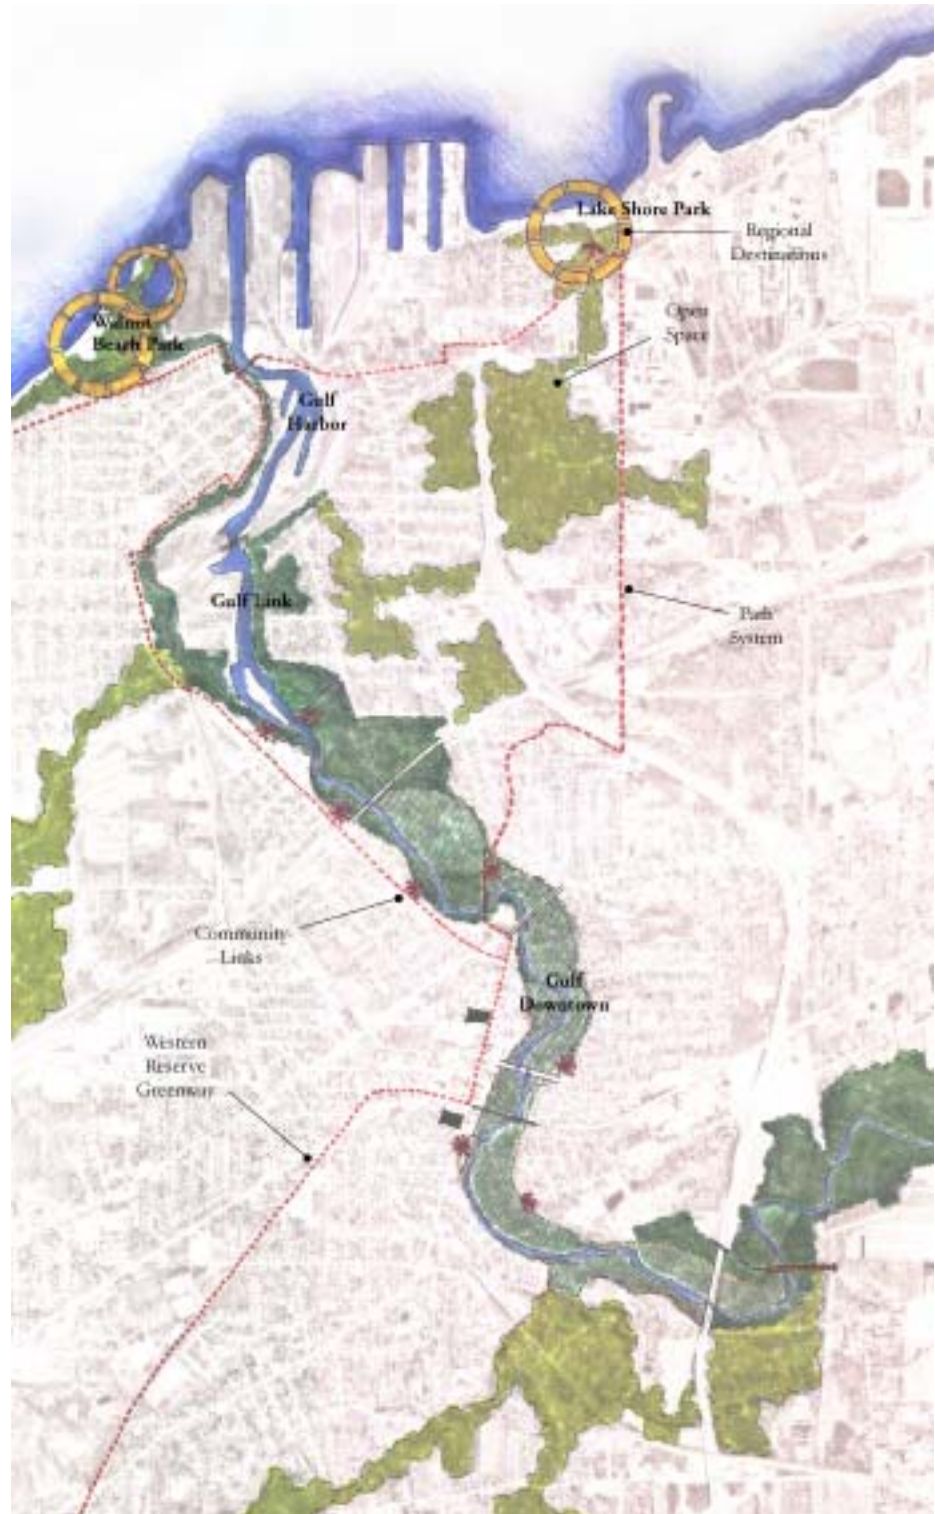 Lake Shore Park
Regional
Destinations
Walnut
Beach Park
Open
Space
Gulf
Harbor
Gulf Link
Path
System
Community
Links
Gulf
Downtown
Western
Reserve
Greenway